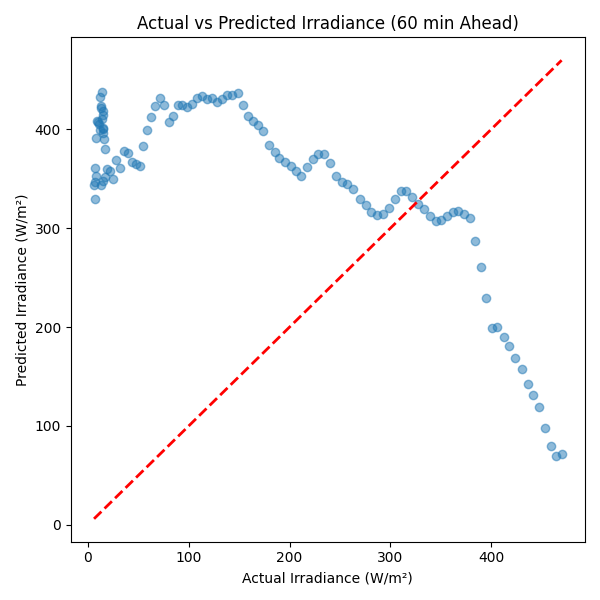 Actual vs Predicted Irradiance (60 min Ahead)
Predicted Irradiance (W/m²)
400
300
200
100
0
0 100 200 300 400
Actual Irradiance (W/m²)